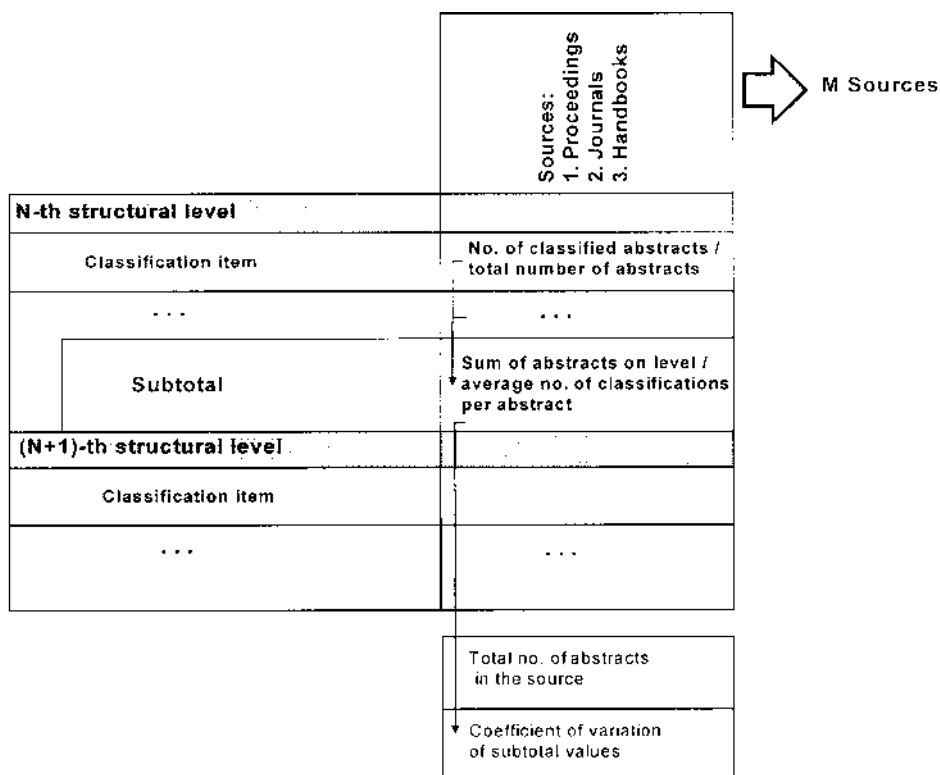 Sources:
1. Proceedings
2. Journals
3. Handbooks
M Sources
N-th structural level
Classification item
No. of classified abstracts /
total number of abstracts
...
...
Subtotal
Sum of abstracts on level /
average no. of classifications
per abstract
(N+1)-th structural level
Classification item
...
...
Total no. of abstracts
in the source
Coefficient of variation
of subtotal values